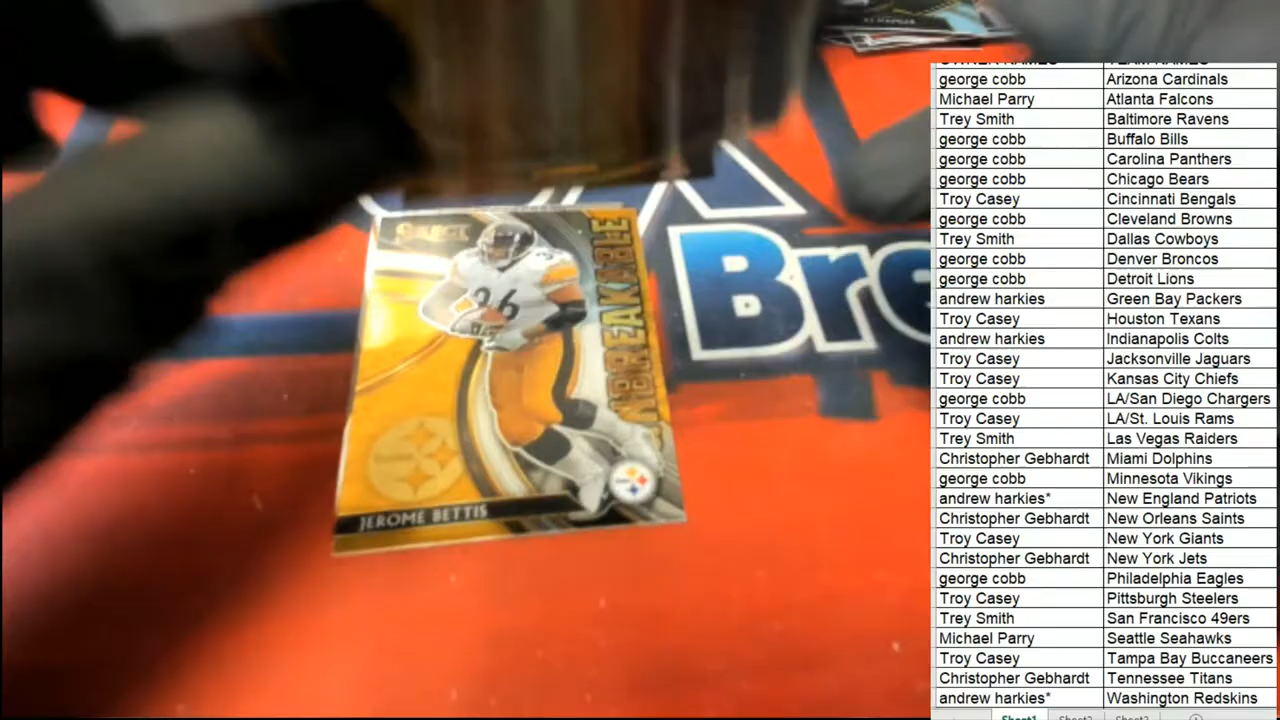 OWNER NAMES TEAM NAMES
george cobb Arizona Cardinals
Michael Parry Atlanta Falcons
Trey Smith Baltimore Ravens
george cobb Buffalo Bills
george cobb Carolina Panthers
george cobb Chicago Bears
Troy Casey Cincinnati Bengals
george cobb Cleveland Browns
Trey Smith Dallas Cowboys
george cobb Denver Broncos
george cobb Detroit Lions
andrew harkies Green Bay Packers
Troy Casey Houston Texans
andrew harkies Indianapolis Colts
Troy Casey Jacksonville Jaguars
Troy Casey Kansas City Chiefs
george cobb LA/San Diego Chargers
Troy Casey LA/St. Louis Rams
Trey Smith Las Vegas Raiders
Christopher Gebhardt Miami Dolphins
george cobb Minnesota Vikings
andrew harkies* New England Patriots
Christopher Gebhardt New Orleans Saints
Troy Casey New York Giants
Christopher Gebhardt New York Jets
george cobb Philadelphia Eagles
Troy Casey Pittsburgh Steelers
Trey Smith San Francisco 49ers
Michael Parry Seattle Seahawks
Troy Casey Tampa Bay Buccaneers
Christopher Gebhardt Tennessee Titans
andrew harkies* Washington Redskins
Sheet1 Sheet2 Sheet3
SELECT
UNBREAKABLE
36
JEROME BETTIS
Bre